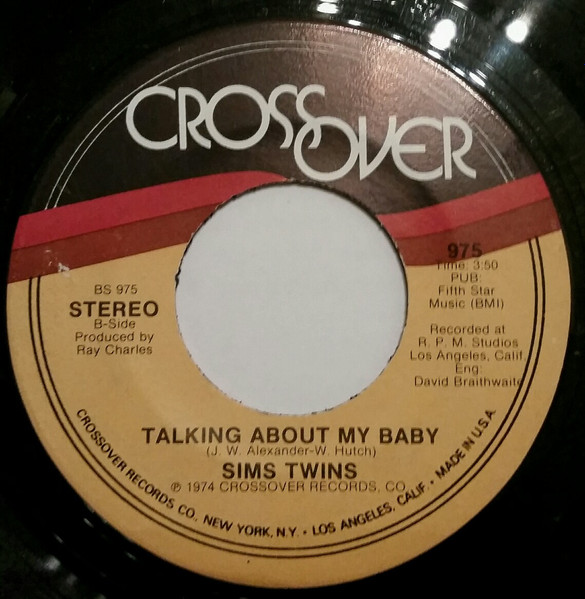 CROSSOVER
975
Time: 3:50
PUB:
Fifth Star
Music (BMI)
BS 975
STEREO
B-Side
Produced by
Ray Charles
Recorded at
R. P. M. Studios
Los Angeles, Calif.
Eng:
David Braithwaite
TALKING ABOUT MY BABY
(J. W. Alexander-W. Hutch)
SIMS TWINS
℗ 1974 CROSSOVER RECORDS, CO.
CROSSOVER RECORDS CO., NEW YORK, N.Y. • LOS ANGELES, CALIF. • MADE IN U.S.A.